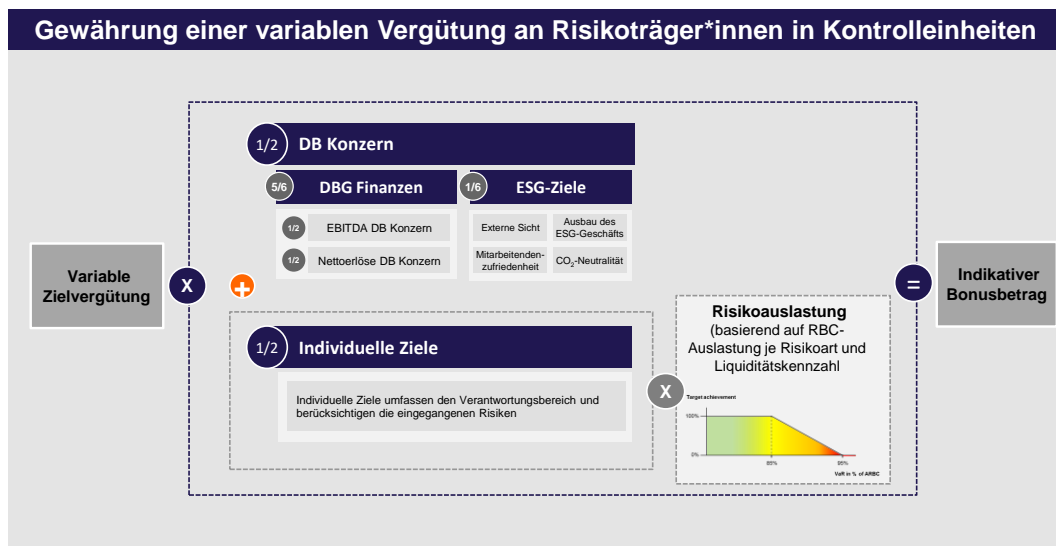 Gewährung einer variablen Vergütung an Risikoträger*innen in Kontrolleinheiten
1/2 DB Konzern
5/6 DBG Finanzen
1/6 ESG-Ziele
1/2 EBITDA DB Konzern
1/2 Nettoerlöse DB Konzern
Externe Sicht
Ausbau des
ESG-Geschäfts
Mitarbeitenden-
zufriedenheit
CO₂-Neutralität
Variable
Zielvergütung
X
+
=
Indikativer
Bonusbetrag
1/2 Individuelle Ziele
Individuelle Ziele umfassen den Verantwortungsbereich und
berücksichtigen die eingegangenen Risiken
X
Risikoauslastung
(basierend auf RBC-
Auslastung je Risikoart und
Liquiditätskennzahl
Target achievement
100%
0%
85%
95%
VaR in % of ARBC